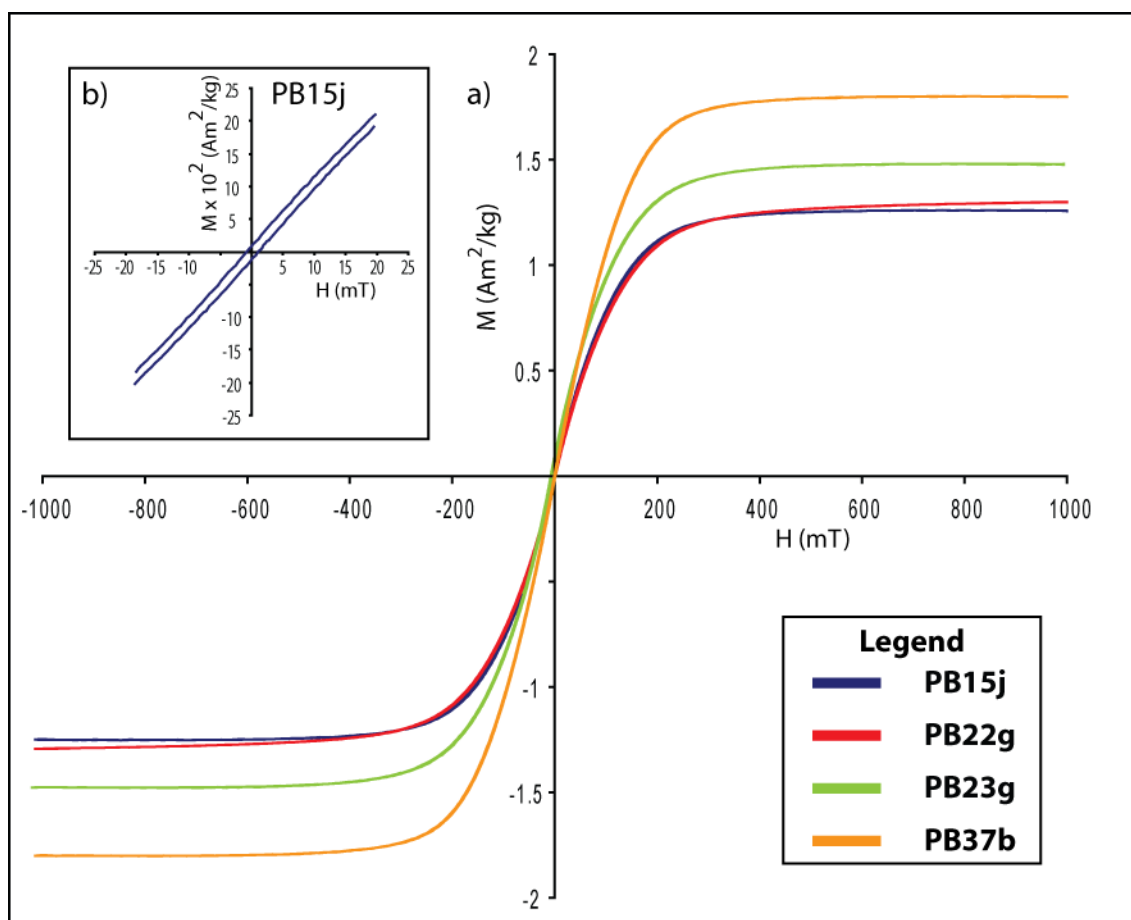 b)
PB15j
M x 10² (Am²/kg)
25
20
15
10
5
-25 -20 -15 -10 5 10 15 20 25
H (mT)
-10
-15
-20
-25
a)
M (Am²/kg)
2
1.5
1
0.5
-1000 -800 -600 -400 -200 200 400 600 800 1000
H (mT)
-1
-1.5
-2
Legend
PB15j
PB22g
PB23g
PB37b